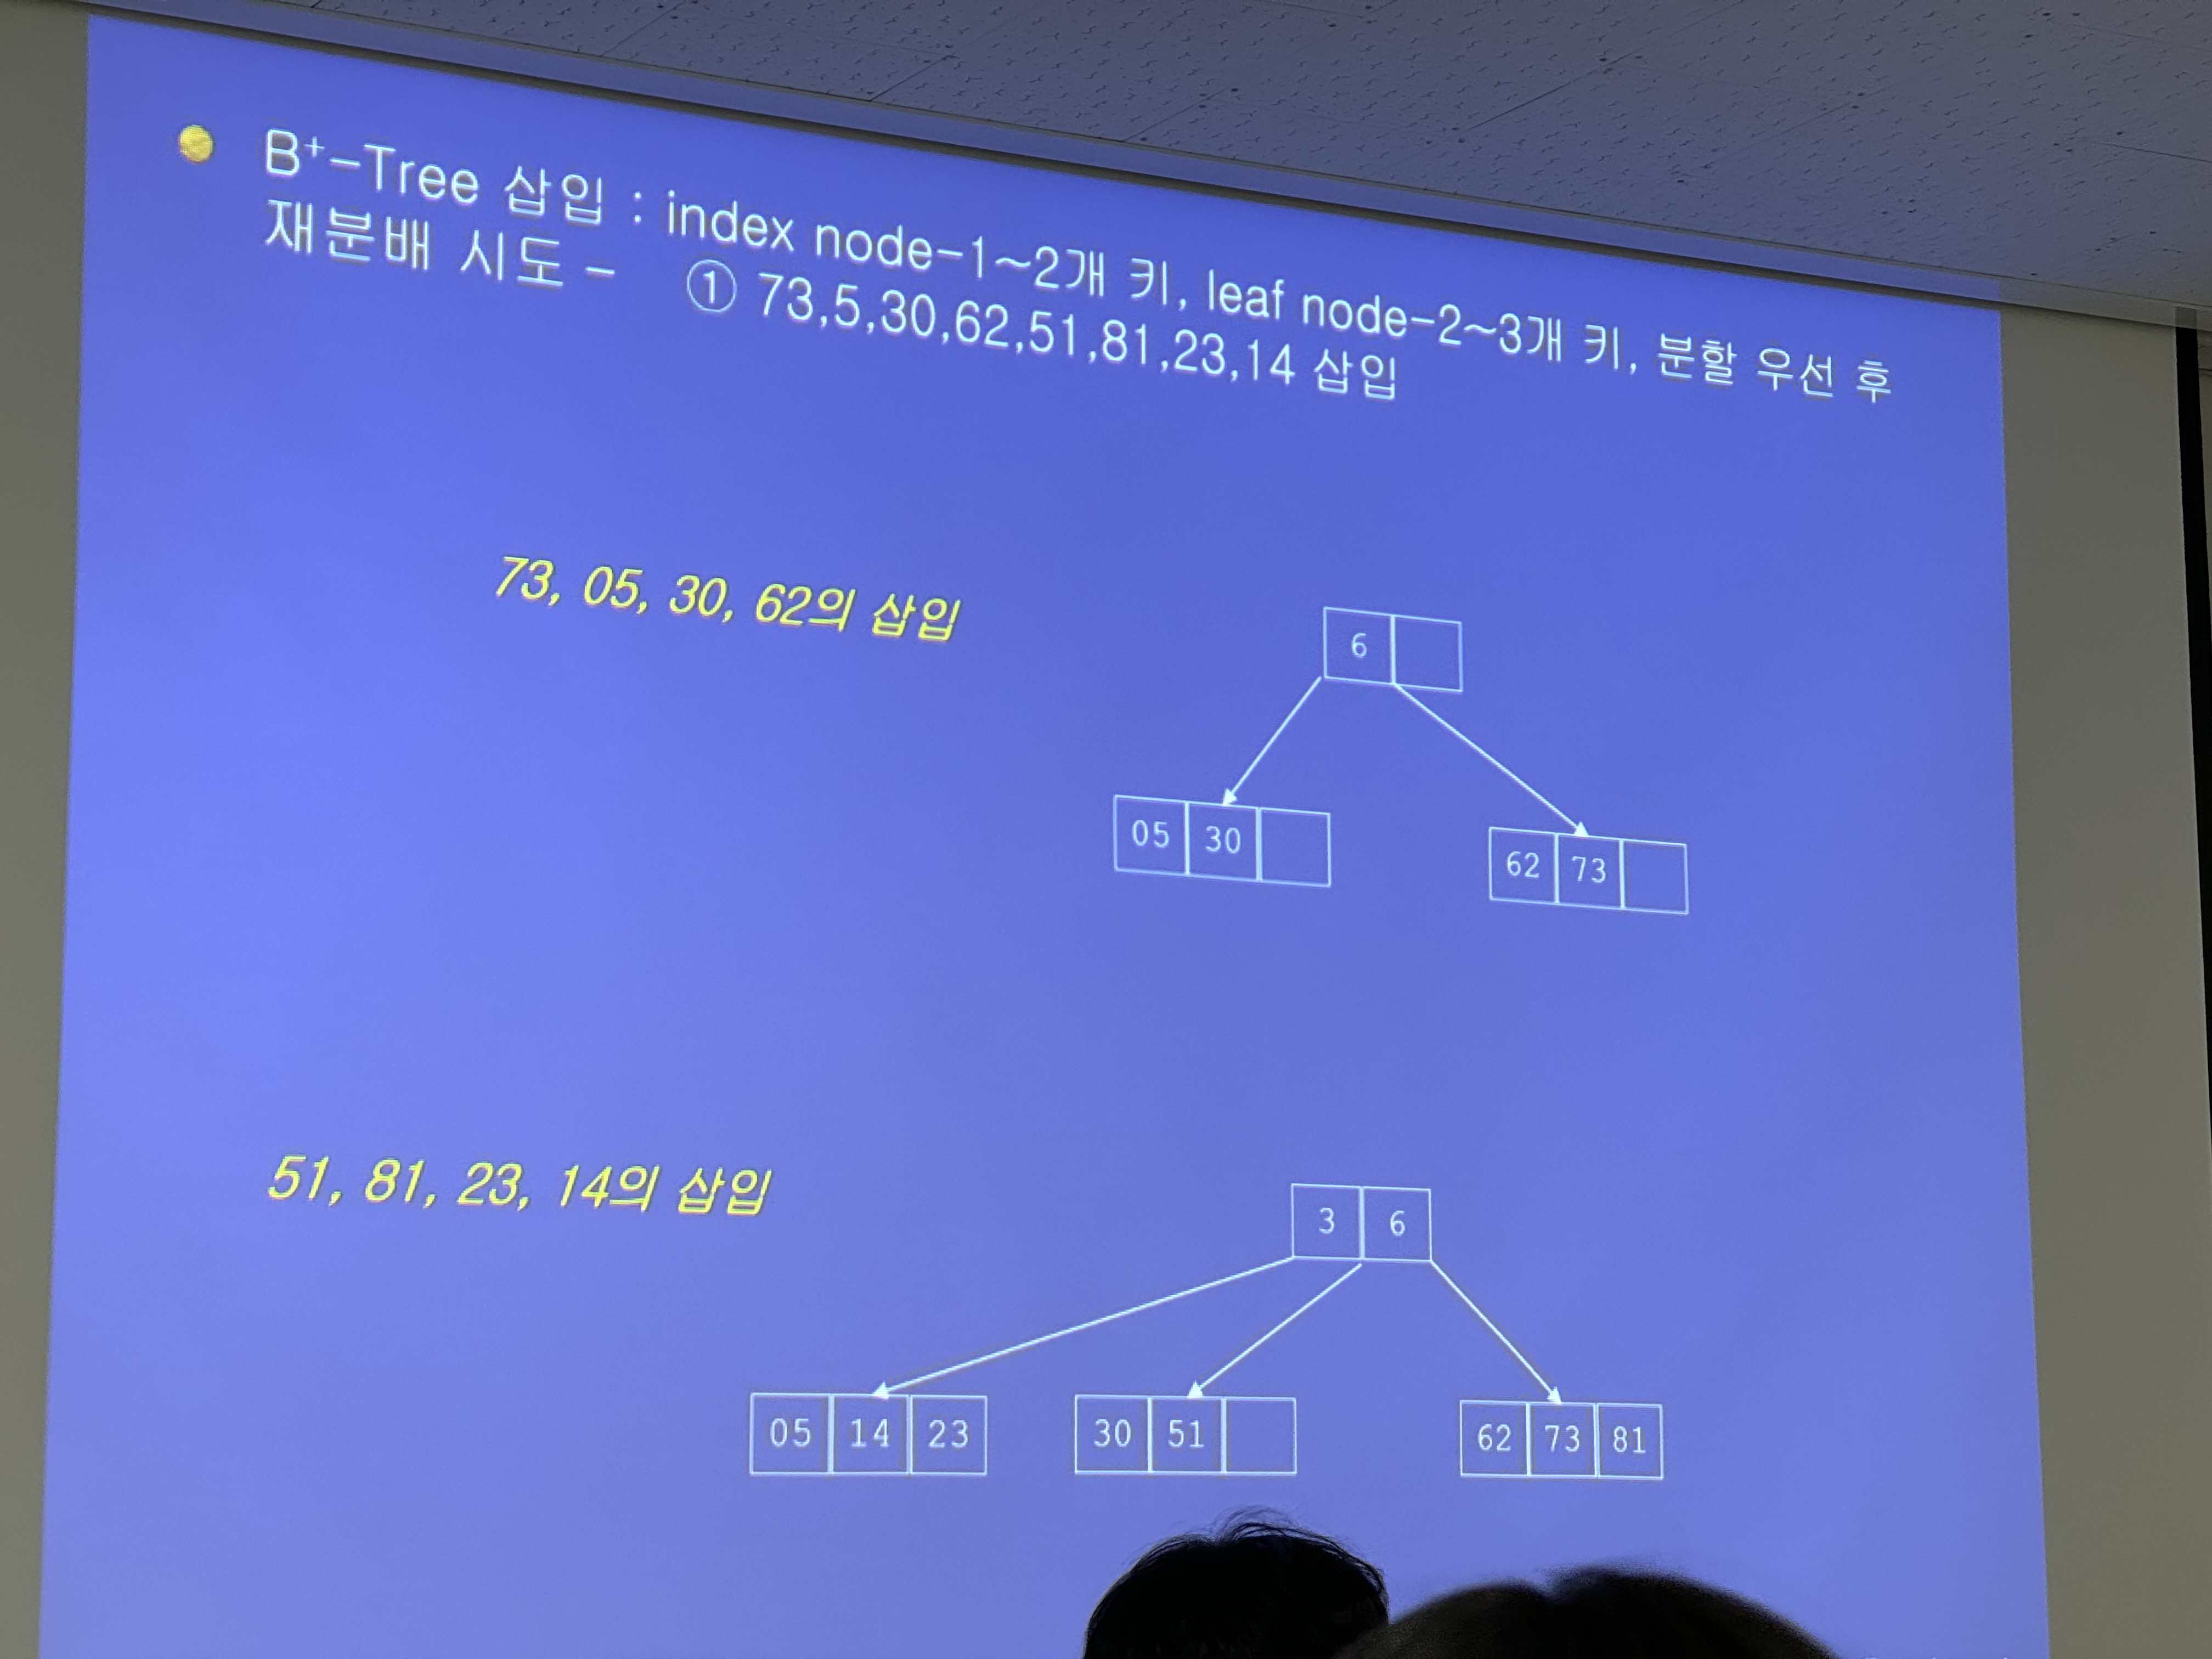 B⁺-Tree 삽입 : index node-1~2개 키, leaf node-2~3개 키, 분할 우선 후
재분배 시도 - ① 73,5,30,62,51,81,23,14 삽입
73, 05, 30, 62의 삽입
6
05 30
62 73
51, 81, 23, 14의 삽입
3 6
05 14 23
30 51
62 73 81